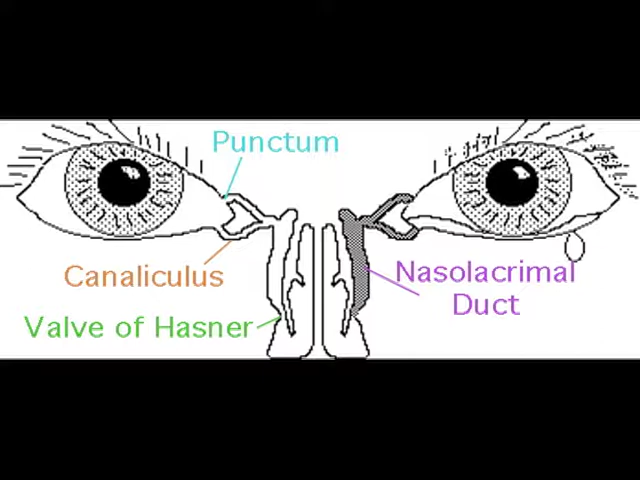 Punctum
Canaliculus
Nasolacrimal
Duct
Valve of Hasner